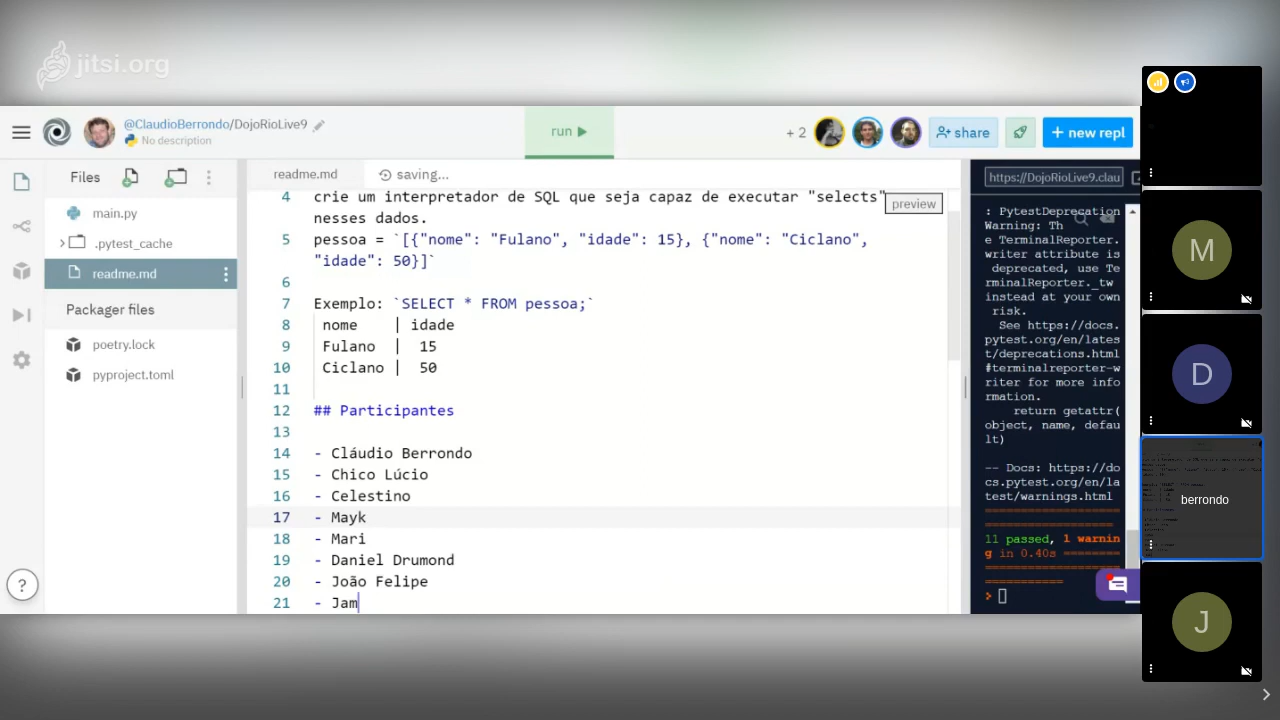 jitsi.org
@ClaudioBerrondo/DojoRioLive9
No description
run
+ 2
share
+ new repl
Files
main.py
.pytest_cache
readme.md
Packager files
poetry.lock
pyproject.toml
?
readme.md
saving...
preview
4 crie um interpretador de SQL que seja capaz de executar "selects"
nesses dados.
5 pessoa = `[{"nome": "Fulano", "idade": 15}, {"nome": "Ciclano",
"idade": 50}]`
6
7 Exemplo: `SELECT * FROM pessoa;`
8 nome | idade
9 Fulano | 15
10 Ciclano | 50
11
12 ## Participantes
13
14 - Cláudio Berrondo
15 - Chico Lúcio
16 - Celestino
17 - Mayk
18 - Mari
19 - Daniel Drumond
20 - João Felipe
21 - Jam
https://DojoRioLive9.clau
: PytestDeprecation
Warning: Th
e TerminalReporter.
writer attribute is
deprecated, use Te
rminalReporter._tw
instead at your own
risk.
See https://docs.
pytest.org/en/lates
t/deprecations.html
#terminalreporter-w
riter for more info
rmation.
return getattr(
object, name, defau
lt)
-- Docs: https://do
cs.pytest.org/en/la
test/warnings.html
11 passed, 1 warnin
g in 0.40s
M
D
berrondo
J